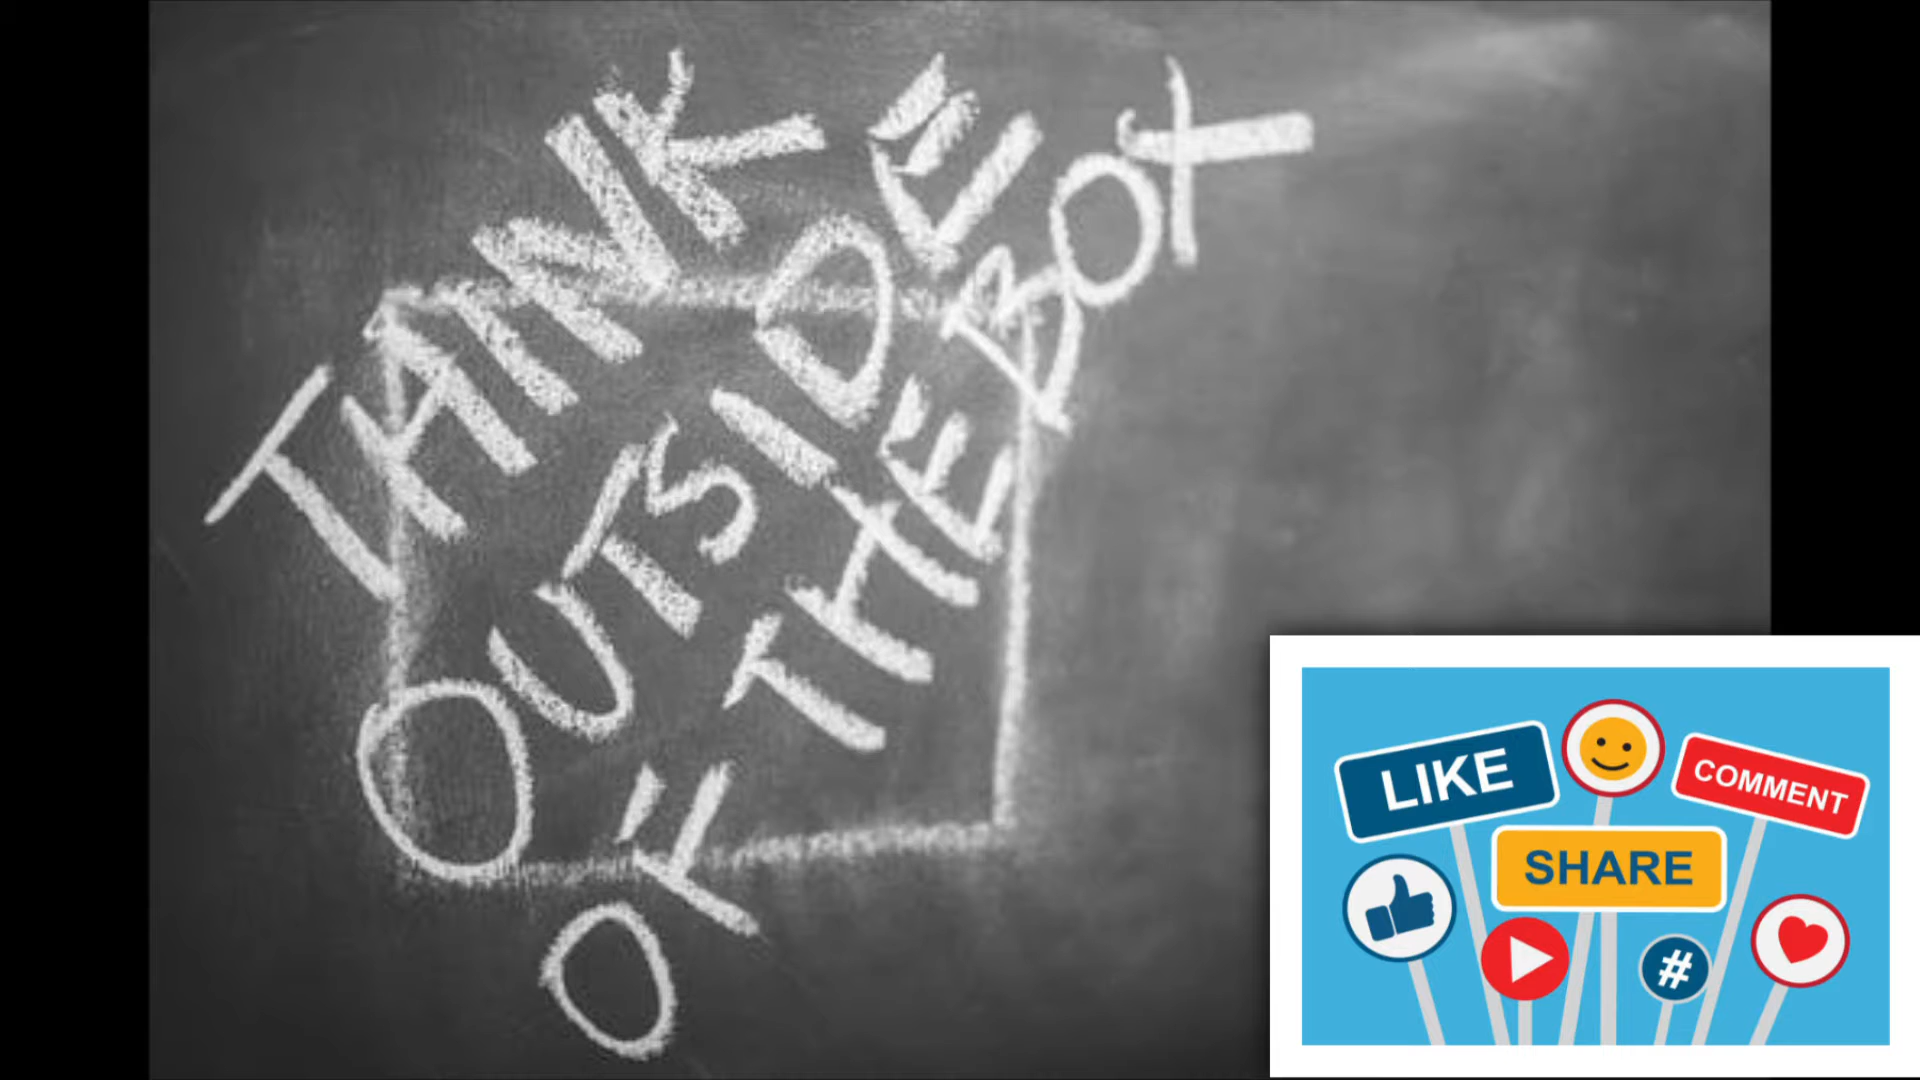 THINK
OUTSIDE
OF THE BOX
LIKE
COMMENT
SHARE
#